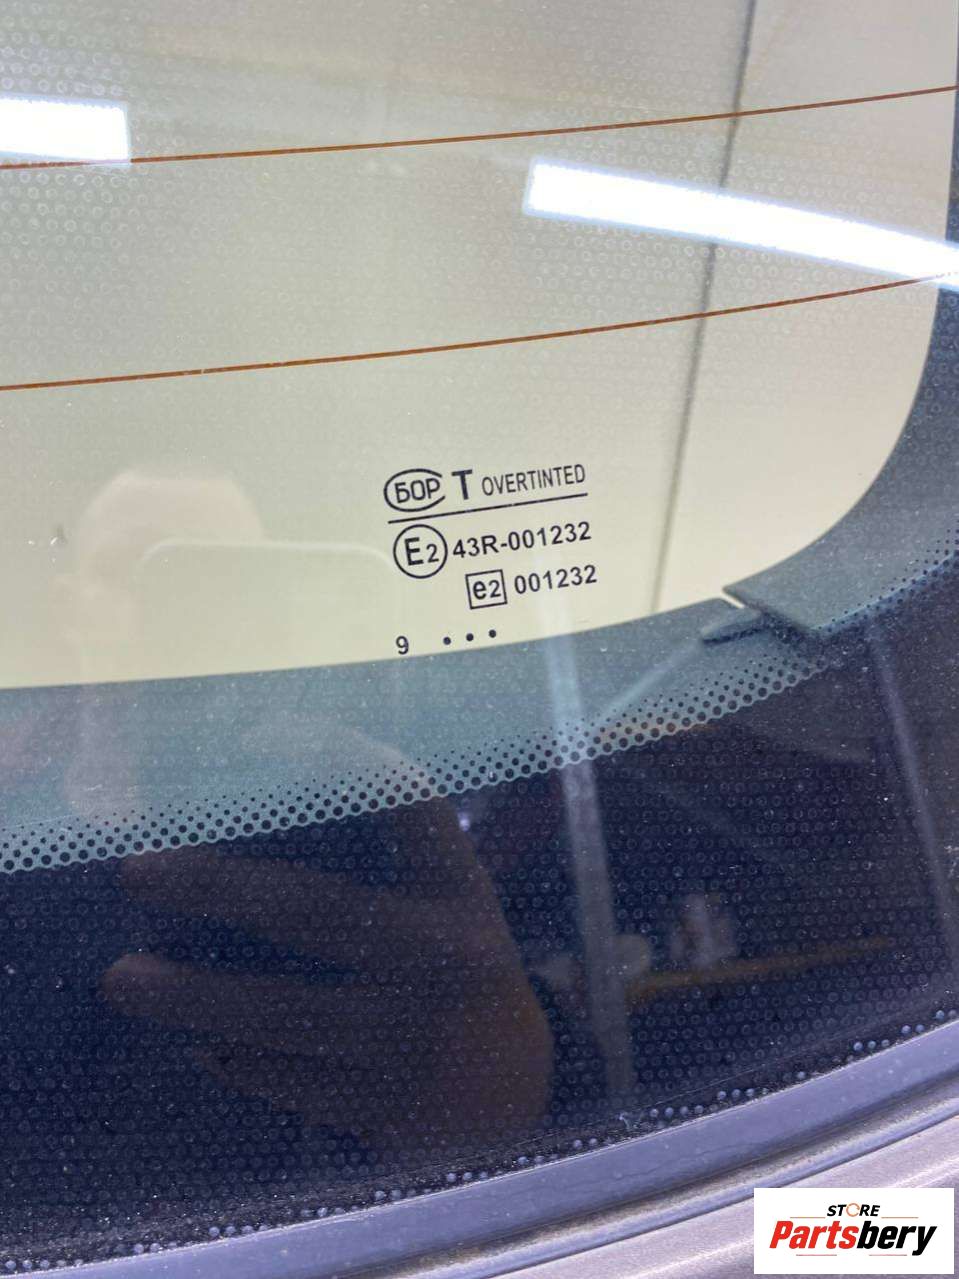 БОР T OVERTINTED
E2 43R-001232
e2 001232
9 • • •
STORE
Partsbery